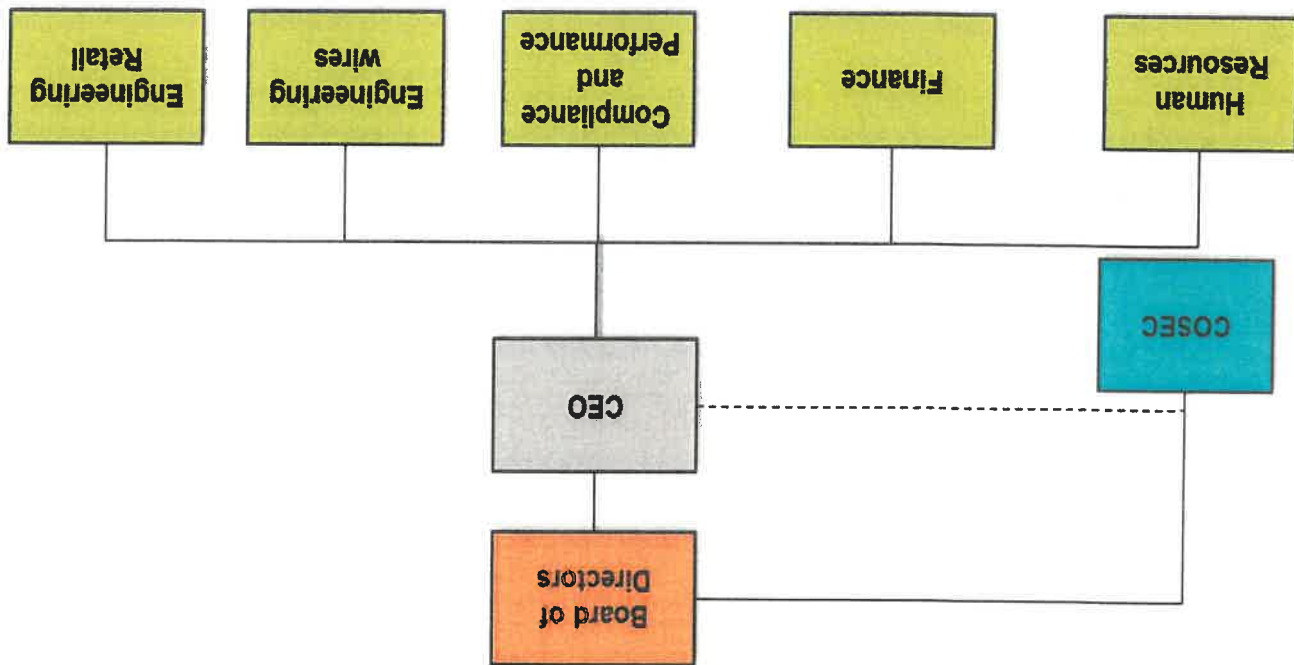 Board of
Directors
CEO
COSEC
Human
Resources
Finance
Compliance
and
Performance
Engineering
wires
Engineering
Retail